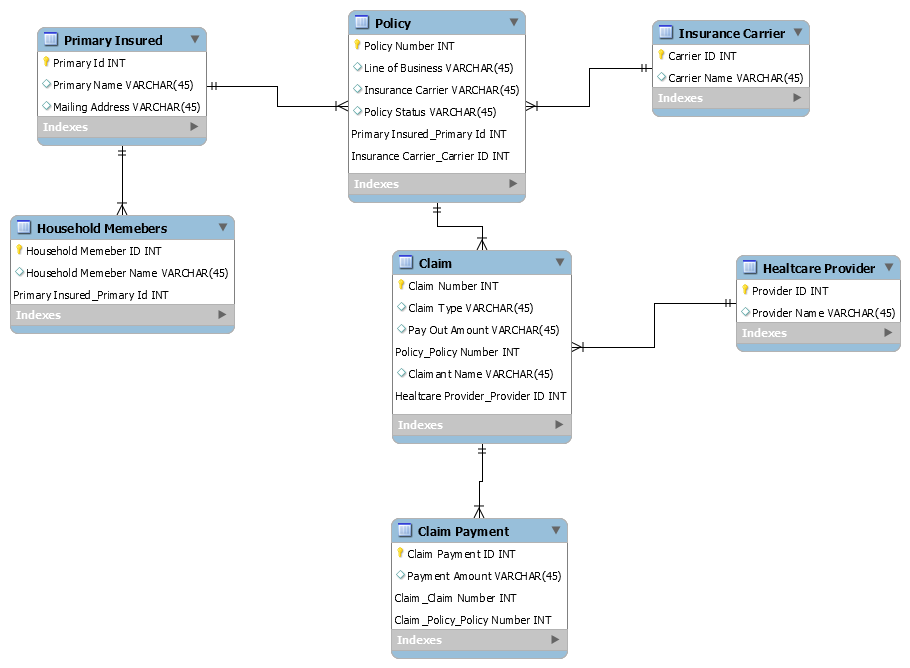 Primary Insured
Primary Id INT
Primary Name VARCHAR(45)
Mailing Address VARCHAR(45)
Indexes
Policy
Policy Number INT
Line of Business VARCHAR(45)
Insurance Carrier VARCHAR(45)
Policy Status VARCHAR(45)
Primary Insured_Primary Id INT
Insurance Carrier_Carrier ID INT
Indexes
Insurance Carrier
Carrier ID INT
Carrier Name VARCHAR(45)
Indexes
Household Memebers
Household Memeber ID INT
Household Memeber Name VARCHAR(45)
Primary Insured_Primary Id INT
Indexes
Claim
Claim Number INT
Claim Type VARCHAR(45)
Pay Out Amount VARCHAR(45)
Policy_Policy Number INT
Claimant Name VARCHAR(45)
Healtcare Provider_Provider ID INT
Indexes
Healtcare Provider
Provider ID INT
Provider Name VARCHAR(45)
Indexes
Claim Payment
Claim Payment ID INT
Payment Amount VARCHAR(45)
Claim_Claim Number INT
Claim_Policy_Policy Number INT
Indexes